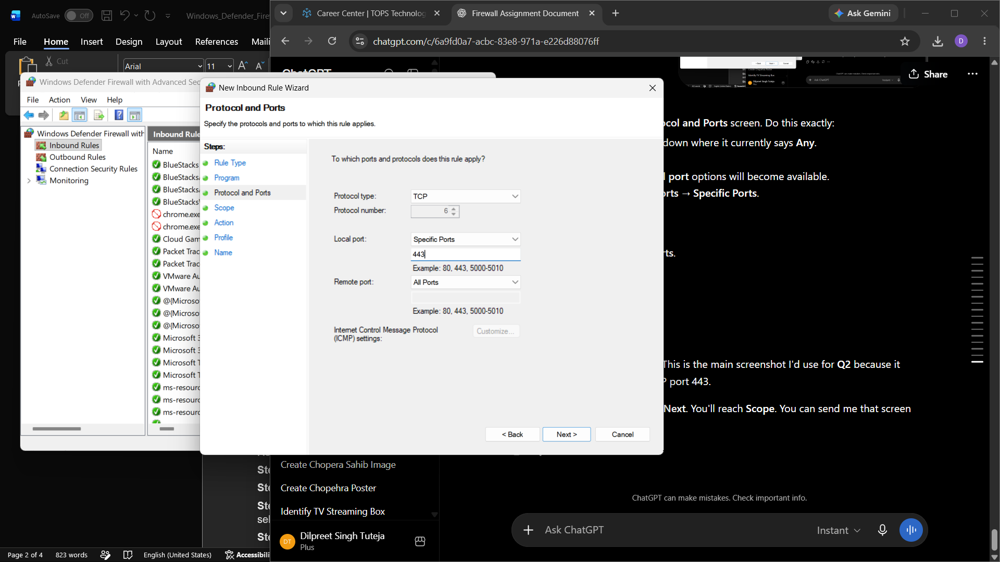 AutoSave
Off
Windows_Defender_Fire
File
Home
Insert
Design
Layout
References
Maili
Cut
Arial
11
Career Center | TOPS Technolog
Firewall Assignment Document
Ask Gemini
chatgpt.com/c/6a9fd0a7-acbc-83e8-971a-e226d88076ff
D
ChatGPT
Share
Windows Defender Firewall with Advanced Sec
File
Action
View
Help
Windows Defender Firewall with
Inbound Rules
Outbound Rules
Connection Security Rules
Monitoring
Inbound Rule
Name
BlueStacks
BlueStacks
BlueStacks
BlueStacks
chrome.exe
chrome.exe
Cloud Gam
Packet Trac
Packet Trac
VMware Au
VMware Au
@{Microso
@{Microso
@{Microso
Microsoft 3
Microsoft 3
Microsoft T
Microsoft T
ms-resourc
ms-resourc
ms-resourc
New Inbound Rule Wizard
Protocol and Ports
Specify the protocols and ports to which this rule applies.
Steps:
Rule Type
Program
Protocol and Ports
Scope
Action
Profile
Name
To which ports and protocols does this rule apply?
Protocol type:
TCP
Protocol number:
6
Local port:
Specific Ports
443
Example: 80, 443, 5000-5010
Remote port:
All Ports
Example: 80, 443, 5000-5010
Internet Control Message Protocol
(ICMP) settings:
Customize...
< Back
Next >
Cancel
ocol and Ports screen. Do this exactly:
down where it currently says Any.
l port options will become available.
orts → Specific Ports.
rts.
This is the main screenshot I'd use for Q2 because it
P port 443.
Next. You'll reach Scope. You can send me that screen
Create Chopera Sahib Image
Create Chopehra Poster
Identify TV Streaming Box
DT
Dilpreet Singh Tuteja
Plus
Ste
Ste
Ste
sel
Ste
ChatGPT can make mistakes. Check important info.
Ask ChatGPT
Instant
Page 2 of 4
823 words
English (United States)
Accessibili